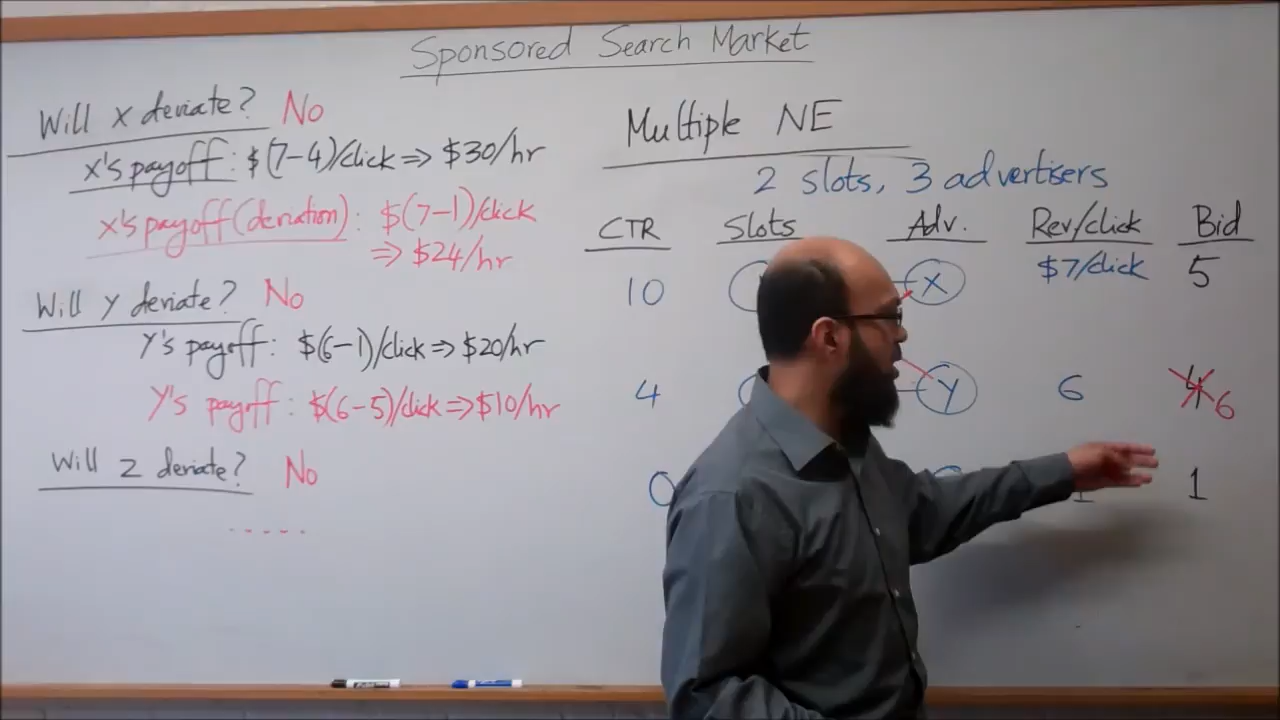 Sponsored Search Market
Will x deviate? No
x's payoff: $(7-4)/click ⇒ $30/hr
x's payoff(deviation): $(7-1)/click
⇒ $24/hr
Will y deviate? No
Y's payoff: $(6-1)/click ⇒ $20/hr
Y's payoff: $(6-5)/click ⇒ $10/hr
Will z deviate? No
.....
Multiple NE
2 slots, 3 advertisers
CTR Slots Adv. Rev/click Bid
10 X $7/click 5
4 Y 6 4 6
0 1 1